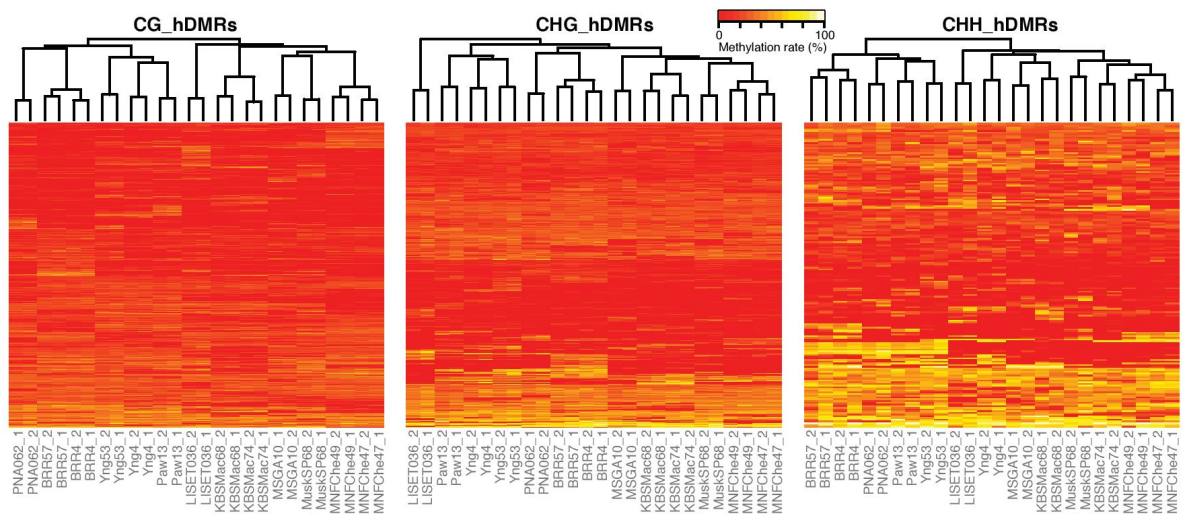 CG_hDMRs
CHG_hDMRs
0
100
Methylation rate (%)
CHH_hDMRs
PNA062_1
PNA062_2
BRR57_2
BRR57_1
BRR4_2
BRR4_1
Yng53_2
Yng53_1
Yng4_2
Yng4_1
Paw13_2
Paw13_1
LISET036_2
LISET036_1
KBSMac68_2
KBSMac68_1
KBSMac74_2
KBSMac74_1
MSGA10_1
MSGA10_2
MuskSP68_2
MuskSP68_1
MNFChe49_2
MNFChe49_1
MNFChe47_2
MNFChe47_1
LISET036_2
LISET036_1
Paw13_2
Paw13_1
Yng4_2
Yng4_1
Yng53_2
Yng53_1
PNA062_1
PNA062_2
BRR57_2
BRR57_1
BRR4_2
BRR4_1
MSGA10_2
MSGA10_1
KBSMac68_2
KBSMac68_1
KBSMac74_2
KBSMac74_1
MuskSP68_2
MuskSP68_1
MNFChe49_2
MNFChe49_1
MNFChe47_2
MNFChe47_1
BRR57_2
BRR57_1
BRR4_2
BRR4_1
PNA062_1
PNA062_2
Paw13_2
Paw13_1
Yng53_2
Yng53_1
LISET036_2
LISET036_1
Yng4_2
Yng4_1
MSGA10_2
MSGA10_1
KBSMac68_2
KBSMac68_1
MuskSP68_2
MuskSP68_1
KBSMac74_1
KBSMac74_2
MNFChe49_2
MNFChe49_1
MNFChe47_2
MNFChe47_1